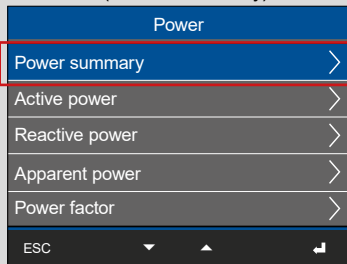 Power
Power summary
Active power
Reactive power
Apparent power
Power factor
ESC